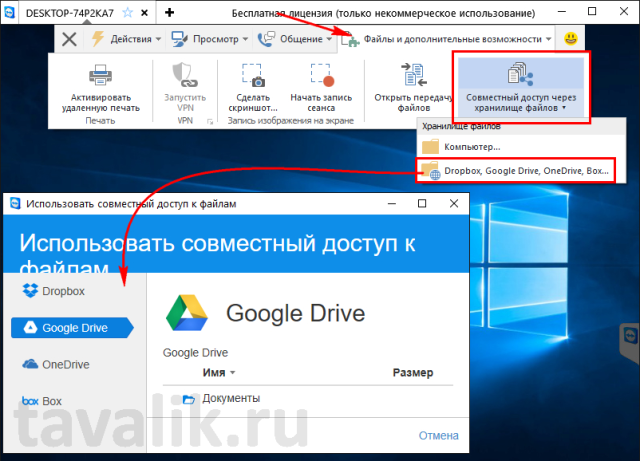 DESKTOP-74P2KA7
Бесплатная лицензия (только некоммерческое использование)
Действия
Просмотр
Общение
Файлы и дополнительные возможности
Активировать
удаленную печать
Запустить
VPN
Сделать
скриншот...
Начать запись
сеанса
Открыть передачу
файлов
Совместный доступ через
хранилище файлов
Печать
VPN
Запись изображения на экране
Хранилище файлов
Компьютер...
Dropbox, Google Drive, OneDrive, Box...
Использовать совместный доступ к файлам
Использовать совместный доступ к
файлам
Dropbox
Google Drive
OneDrive
box Box
Google Drive
Google Drive
Имя
Размер
Документы
Отмена
tavalik.ru